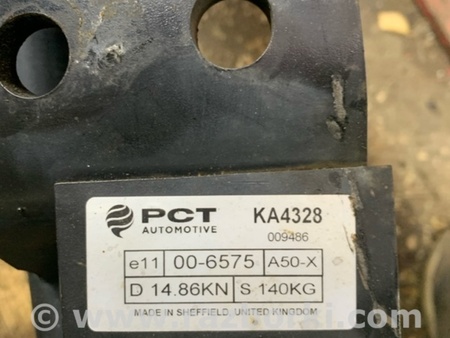 PCT KA4328
AUTOMOTIVE 009486
e11 00-6575 A50-X
D 14.86KN S 140KG
MADE IN SHEFFIELD, UNITED KINGDOM